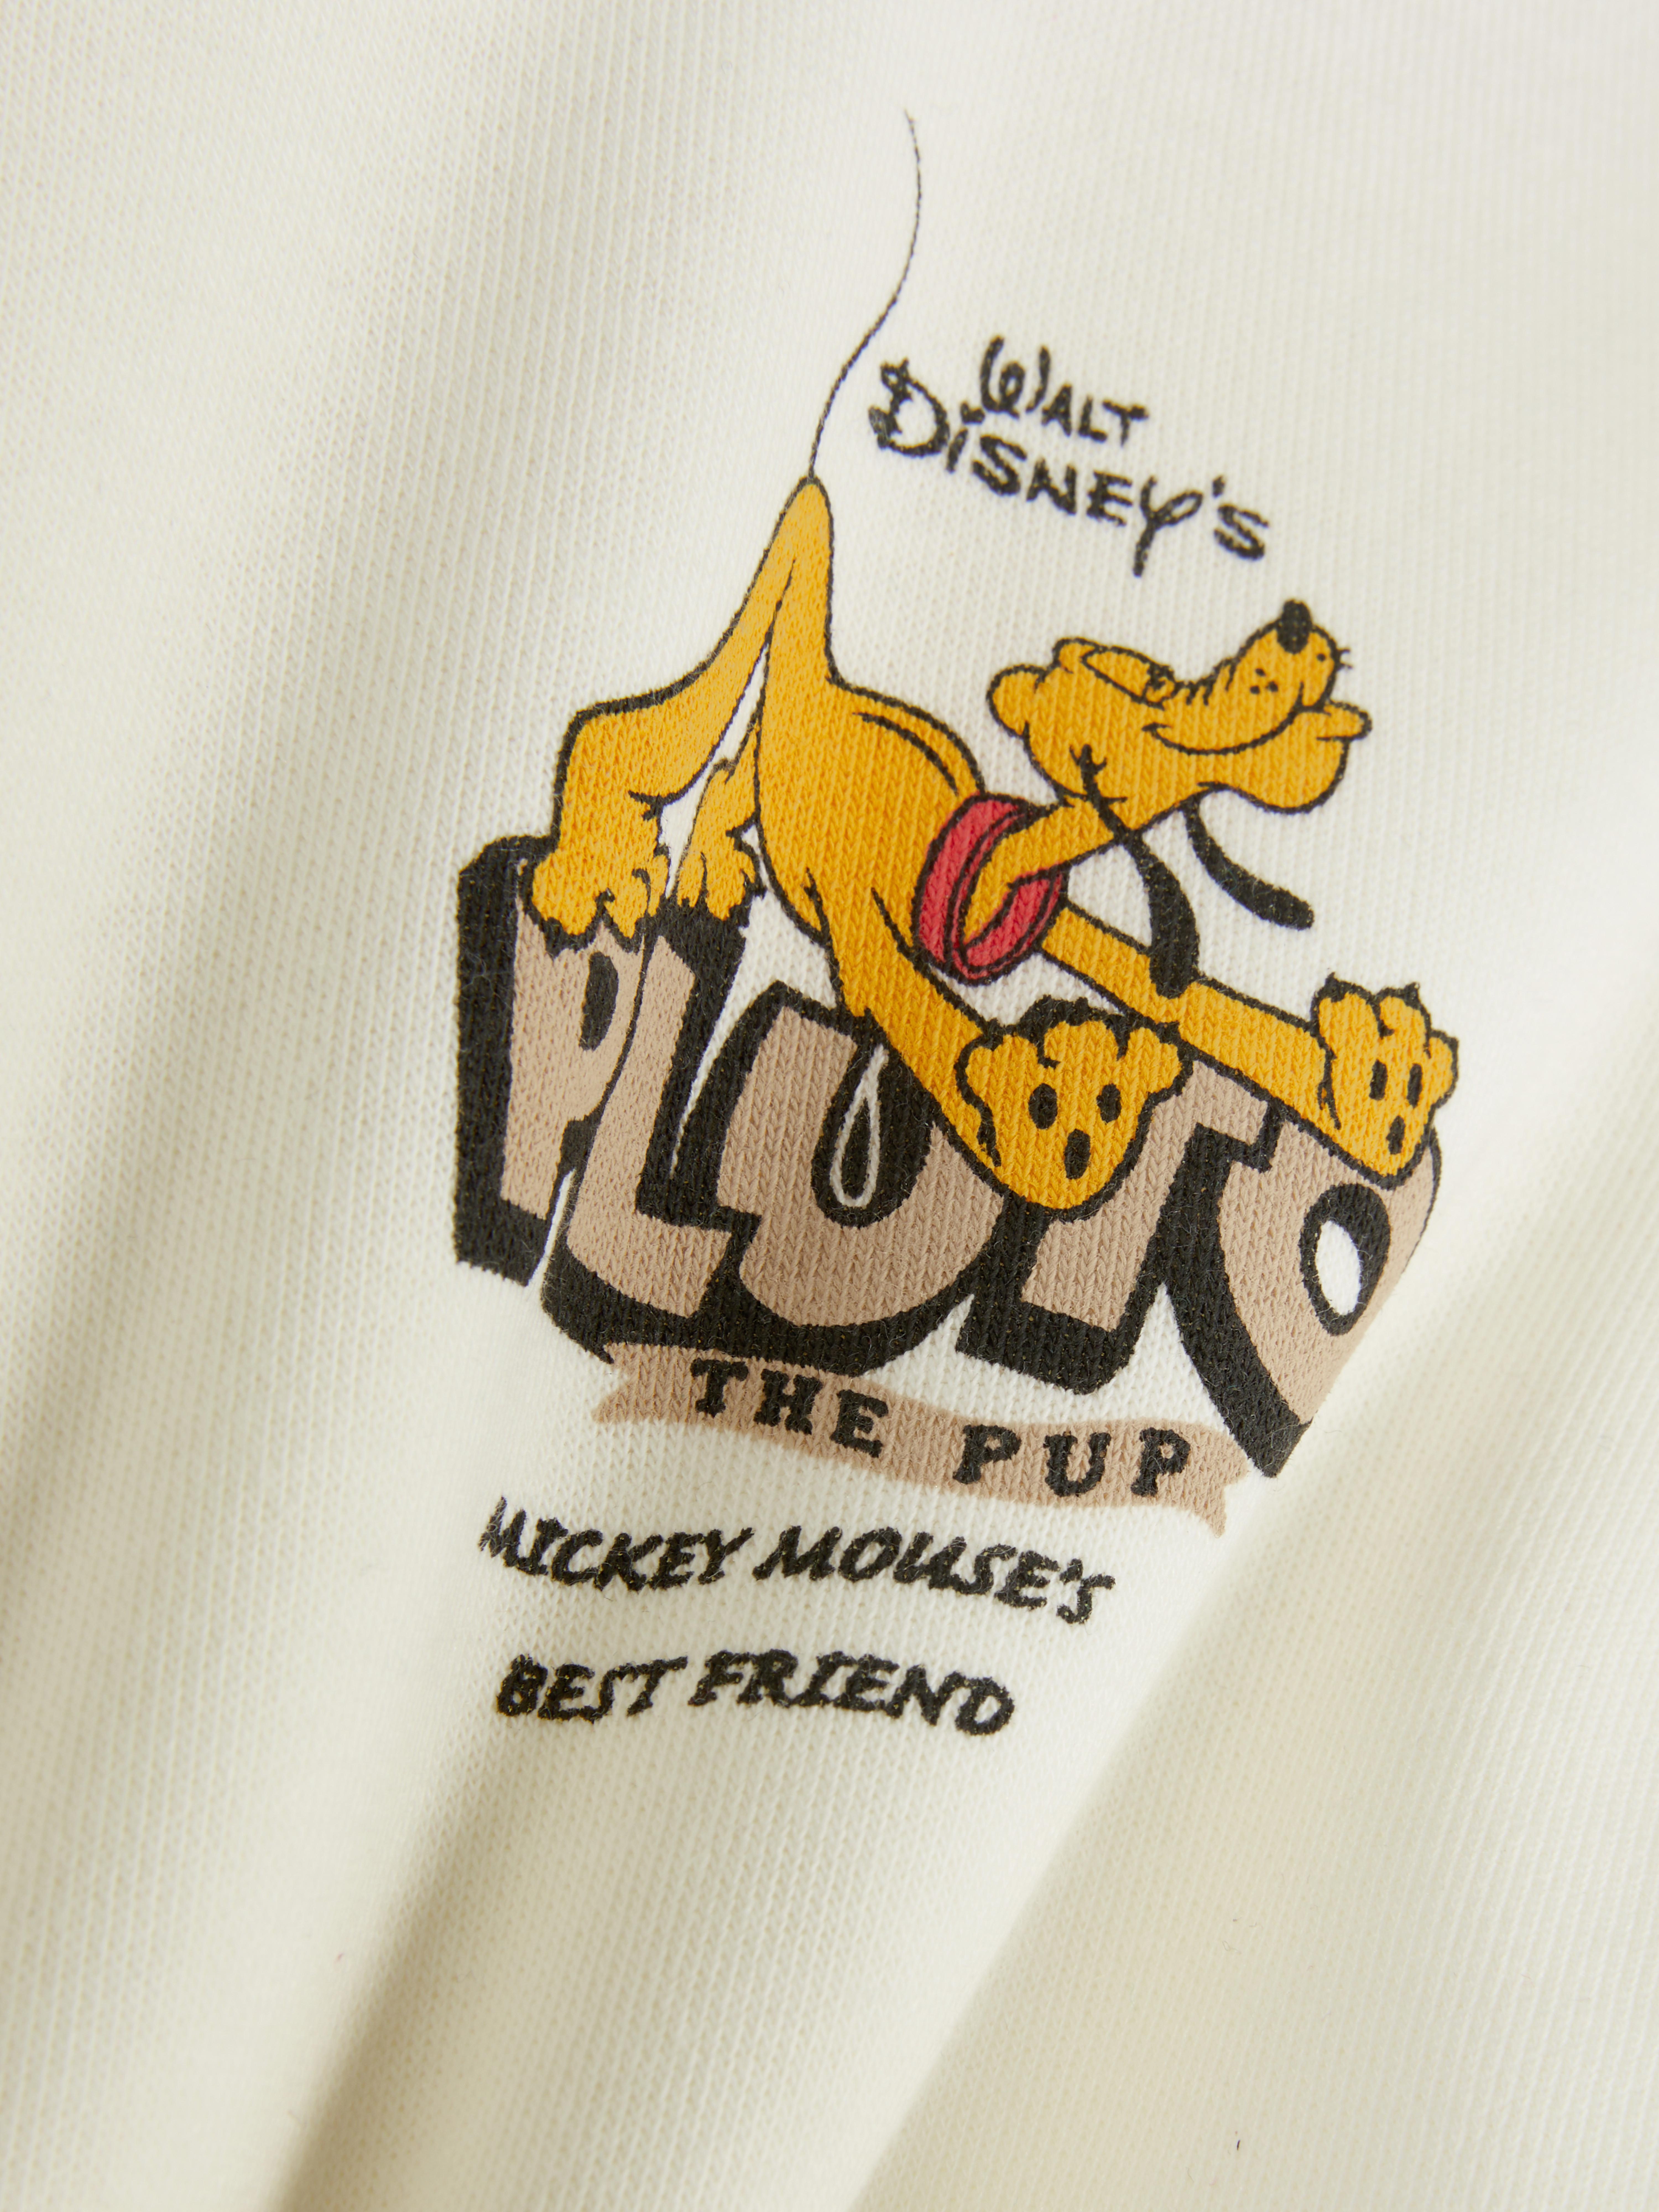 WALT
DISNEY'S
PLUTO
THE PUP
MICKEY MOUSE'S
BEST FRIEND